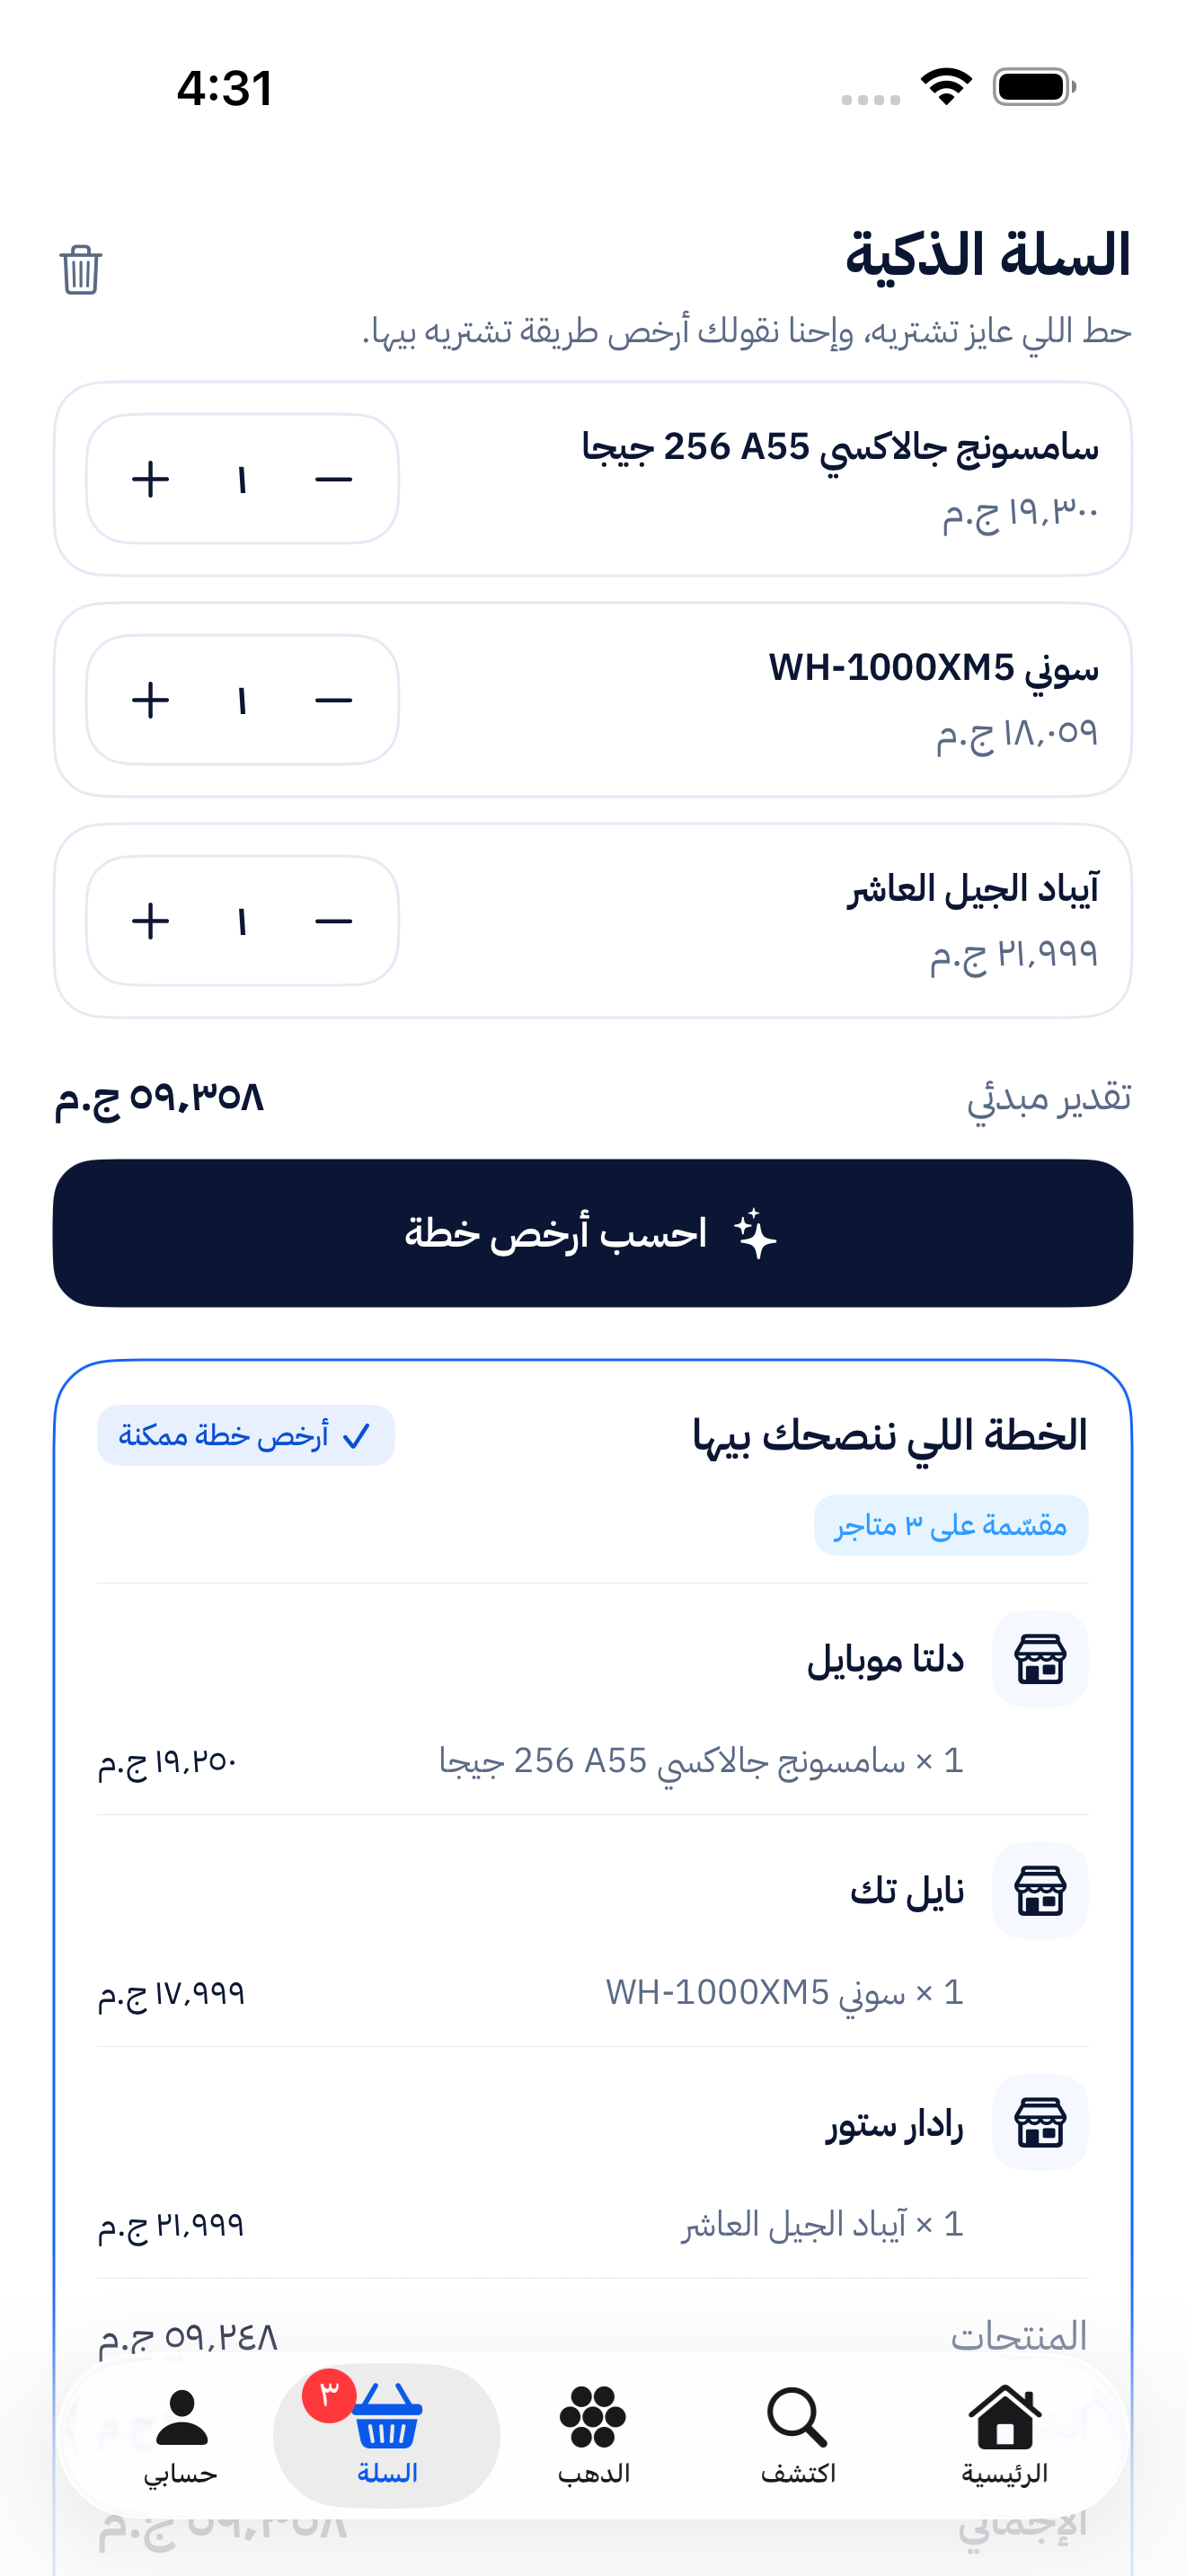 4:31
السلة الذكية
حط اللي عايز تشتريه، وإحنا نقولك أرخص طريقة تشتريه بيها.
سامسونج جالاكسي A55 256 جيجا
١٩,٣٠٠ ج.م
١
سوني WH-1000XM5
١٨,٠٥٩ ج.م
١
آيباد الجيل العاشر
٢١,٩٩٩ ج.م
١
تقدير مبدئي
٥٩,٣٥٨ ج.م
احسب أرخص خطة
الخطة اللي ننصحك بيها
أرخص خطة ممكنة
مقسّمة على ٣ متاجر
دلتا موبايل
1 × سامسونج جالاكسي A55 256 جيجا
١٩,٢٥٠ ج.م
نايل تك
1 × سوني WH-1000XM5
١٧,٩٩٩ ج.م
رادار ستور
1 × آيباد الجيل العاشر
٢١,٩٩٩ ج.م
المنتجات
٥٩,٢٤٨ ج.م
الرئيسية
اكتشف
الدهب
٣
السلة
حسابي
الإجمالي